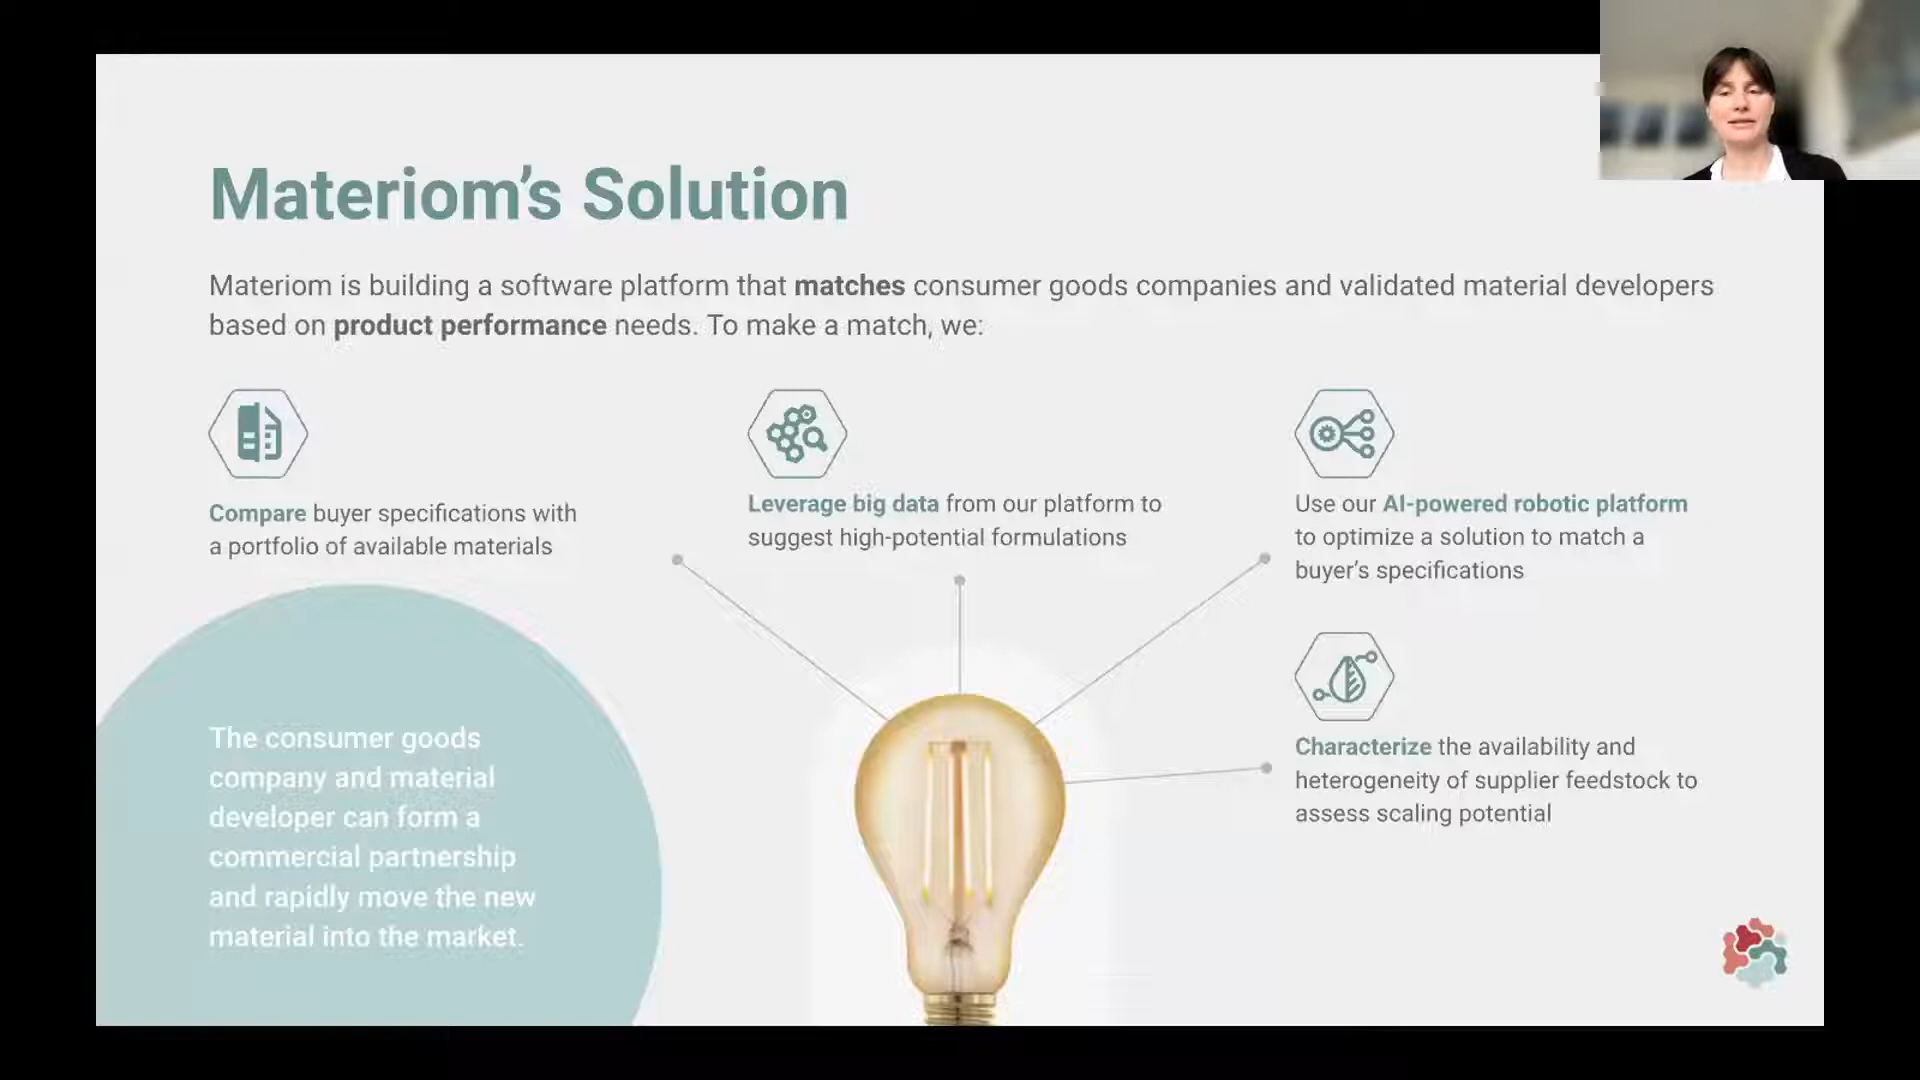 Materiom’s Solution
Materiom is building a software platform that matches consumer goods companies and validated material developers
based on product performance needs. To make a match, we:
Compare buyer specifications with
a portfolio of available materials
Leverage big data from our platform to
suggest high-potential formulations
Use our AI-powered robotic platform
to optimize a solution to match a
buyer’s specifications
Characterize the availability and
heterogeneity of supplier feedstock to
assess scaling potential
The consumer goods
company and material
developer can form a
commercial partnership
and rapidly move the new
material into the market.